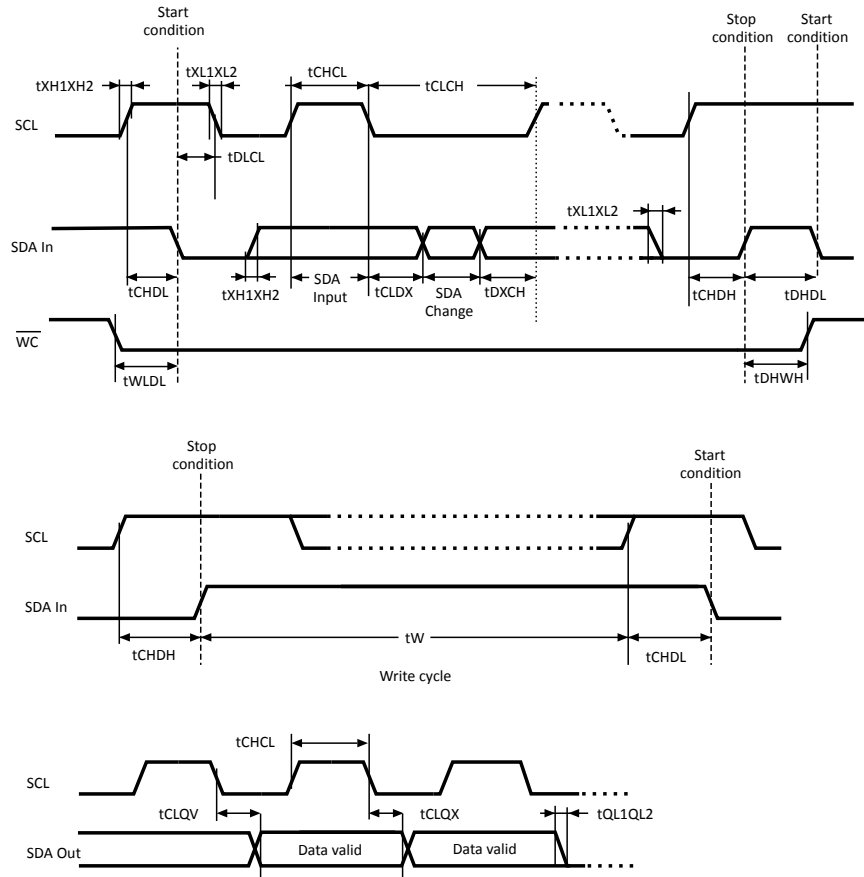 Start
condition
Stop
condition
Start
condition
tXH1XH2
tXL1XL2
tCHCL
tCLCH
SCL
tDLCL
tXL1XL2
SDA In
tCHDL
tXH1XH2
SDA
Input
tCLDX
SDA
Change
tDXCH
tCHDH
tDHDL
WC
tWLDL
tDHWH
Stop
condition
Start
condition
SCL
SDA In
tCHDH
tW
tCHDL
Write cycle
tCHCL
SCL
tCLQV
tCLQX
tQL1QL2
SDA Out
Data valid
Data valid